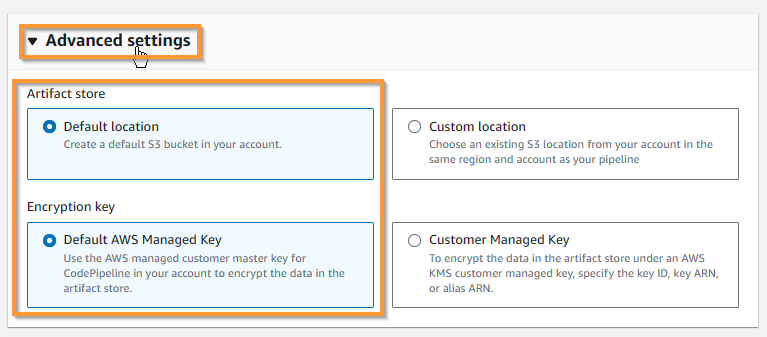 Advanced settings
Artifact store
Default location
Create a default S3 bucket in your account.
Custom location
Choose an existing S3 location from your account in the
same region and account as your pipeline
Encryption key
Default AWS Managed Key
Use the AWS managed customer master key for
CodePipeline in your account to encrypt the data in the
artifact store.
Customer Managed Key
To encrypt the data in the artifact store under an AWS
KMS customer managed key, specify the key ID, key ARN,
or alias ARN.